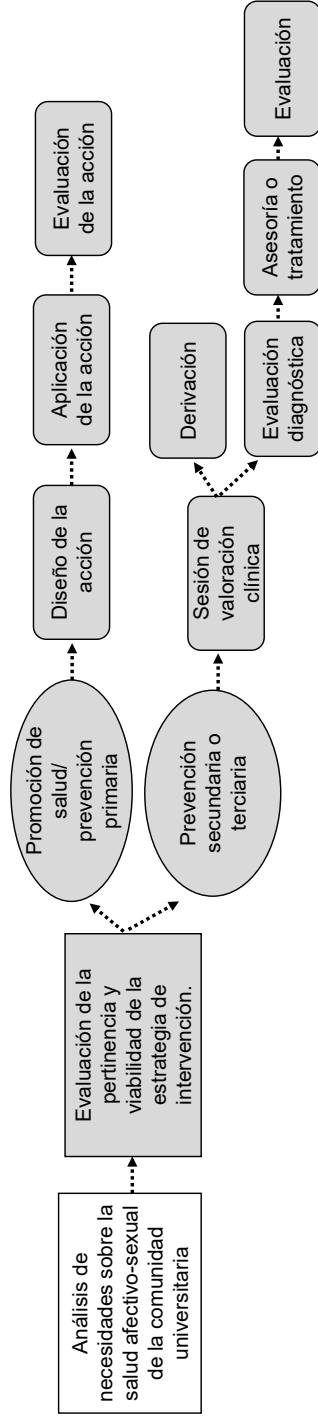 Análisis de
necesidades sobre la
salud afectivo-sexual
de la comunidad
universitaria
Evaluación de la
pertinencia y
viabilidad de la
estrategia de
intervención.
Promoción de
salud/
prevención
primaria
Diseño de la
acción
Aplicación
de la acción
Evaluación
de la acción
Prevención
secundaria o
terciaria
Sesión de
valoración
clínica
Derivación
Evaluación
diagnóstica
Asesoría o
tratamiento
Evaluación